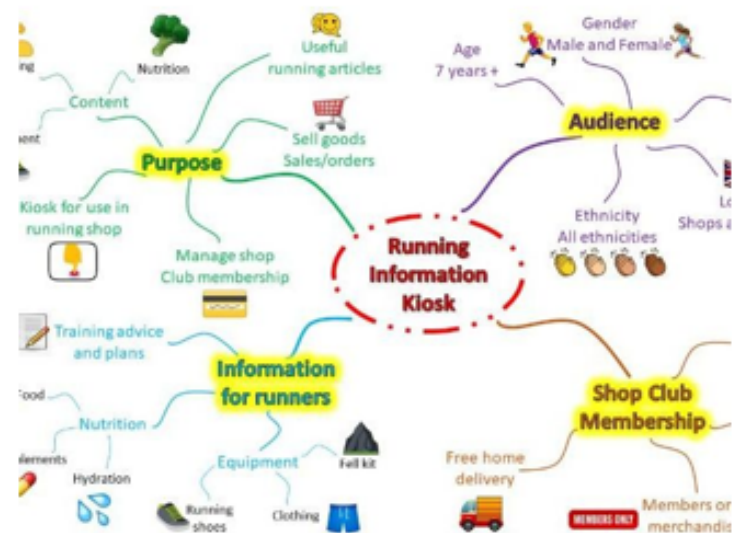 Useful
running articles
Nutrition
Content
Sell goods
Sales/orders
Purpose
Kiosk for use in
running shop
Manage shop
Club membership
Gender
Male and Female
Age
7 years+
Audience
Ethnicity
All ethnicities
Shops
Running
Information
Kiosk
Training advice
and plans
Information
for runners
Nutrition
Hydration
Equipment
Fell kit
Running
shoes
Clothing
Shop Club
Membership
Free home
delivery
MEMBERS ONLY
Members